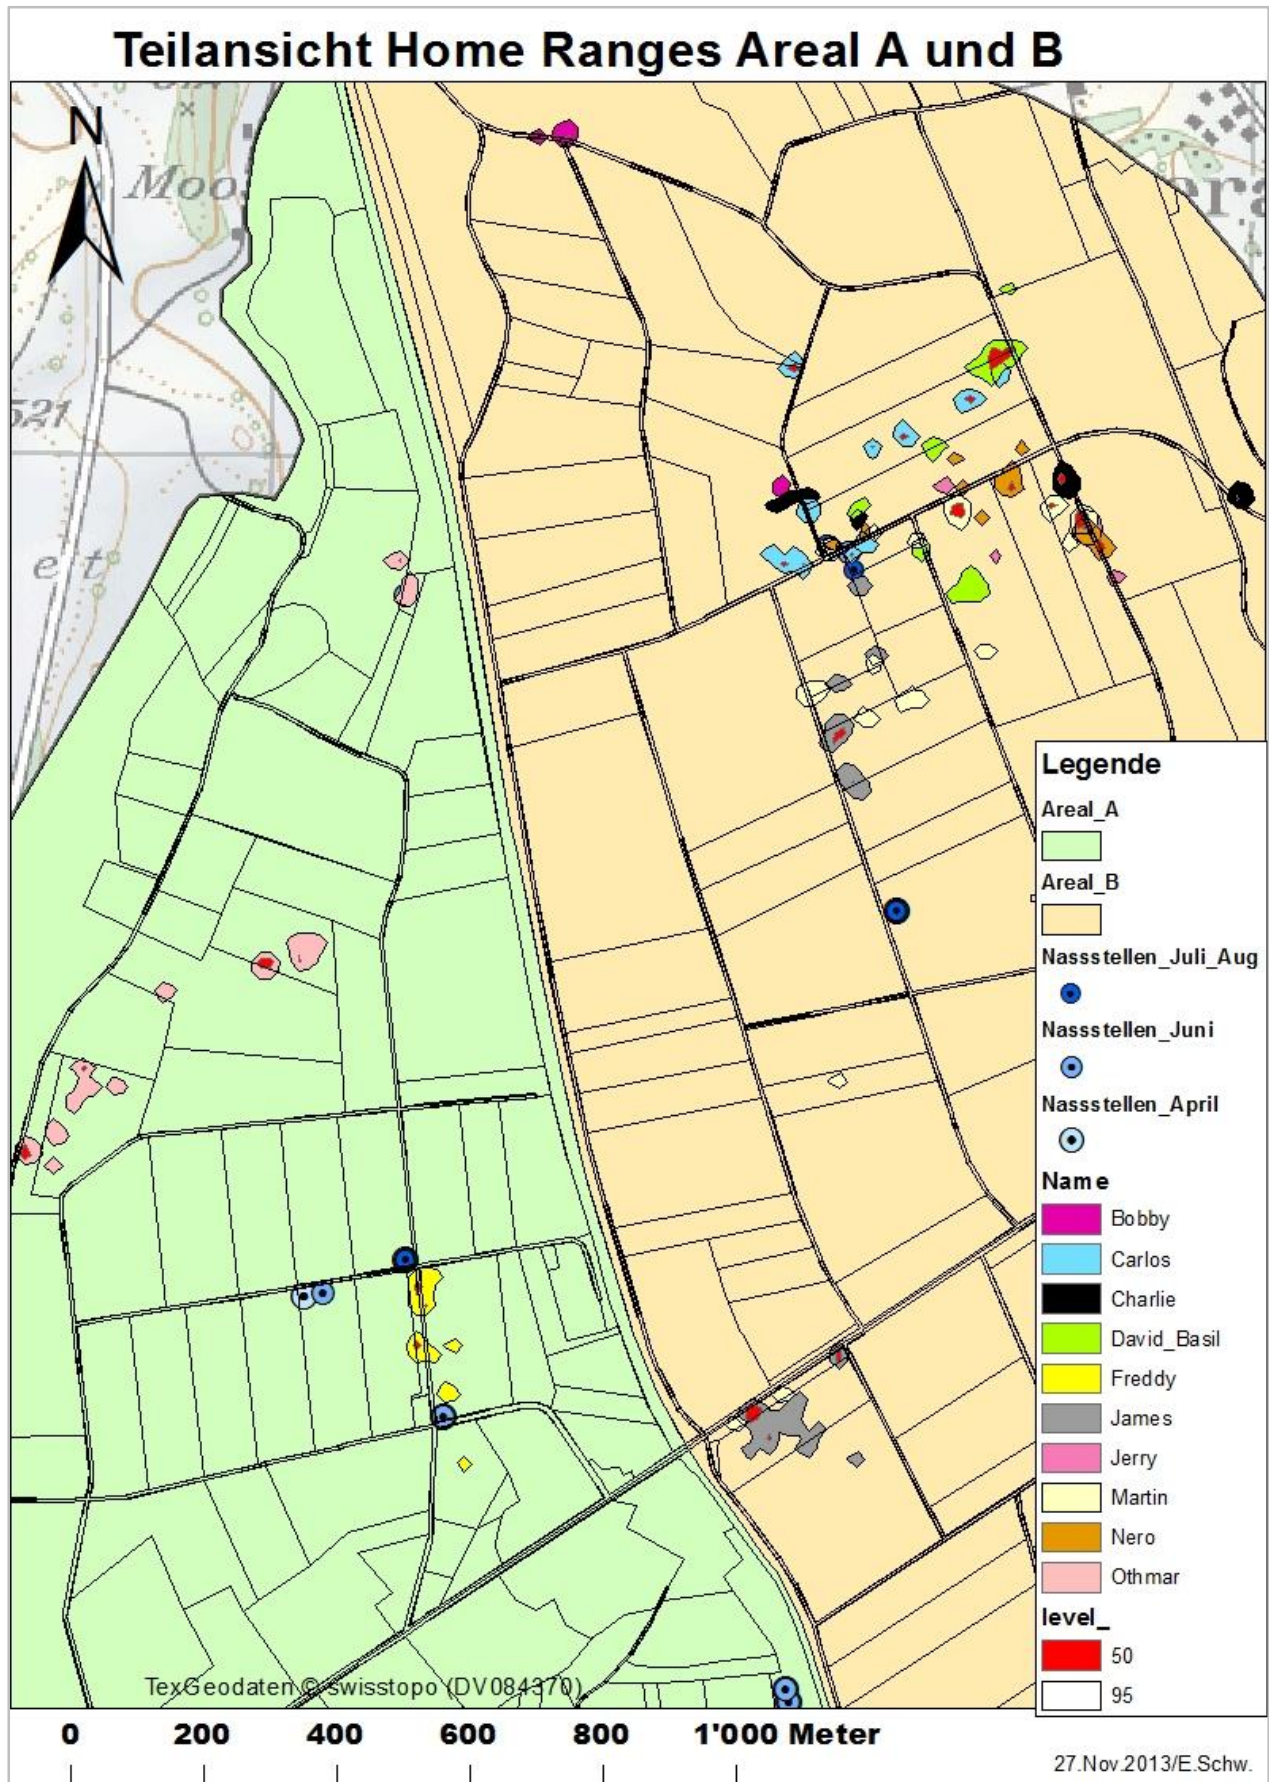 Teilansicht Home Ranges Areal A und B
N
Moo
521
et
era
Legende
Areal_A
Areal_B
Nassstellen_Juli_Aug
Nassstellen_Juni
Nassstellen_April
Name
Bobby
Carlos
Charlie
David_Basil
Freddy
James
Jerry
Martin
Nero
Othmar
level_
50
95
TexGeodaten © swisstopo (DV084370)
0 200 400 600 800 1'000 Meter
27.Nov.2013/E.Schw.